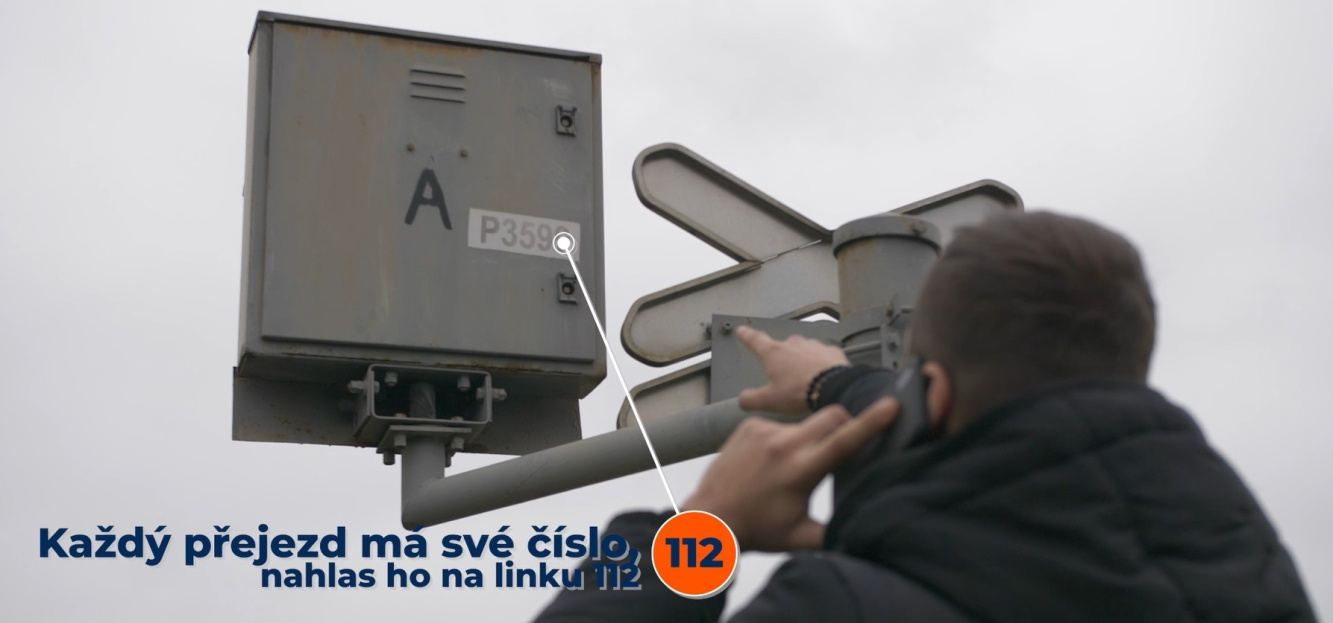 A
Každý přejezd má své číslo,
nahlas ho na linku 112
112